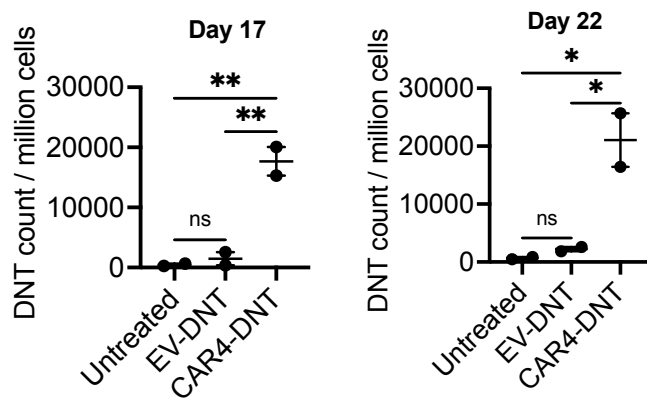 Day 17
DNT count / million cells
30000
20000
10000
0
**
**
ns
Untreated
EV-DNT
CAR4-DNT
Day 22
DNT count / million cells
30000
20000
10000
0
*
*
ns
Untreated
EV-DNT
CAR4-DNT